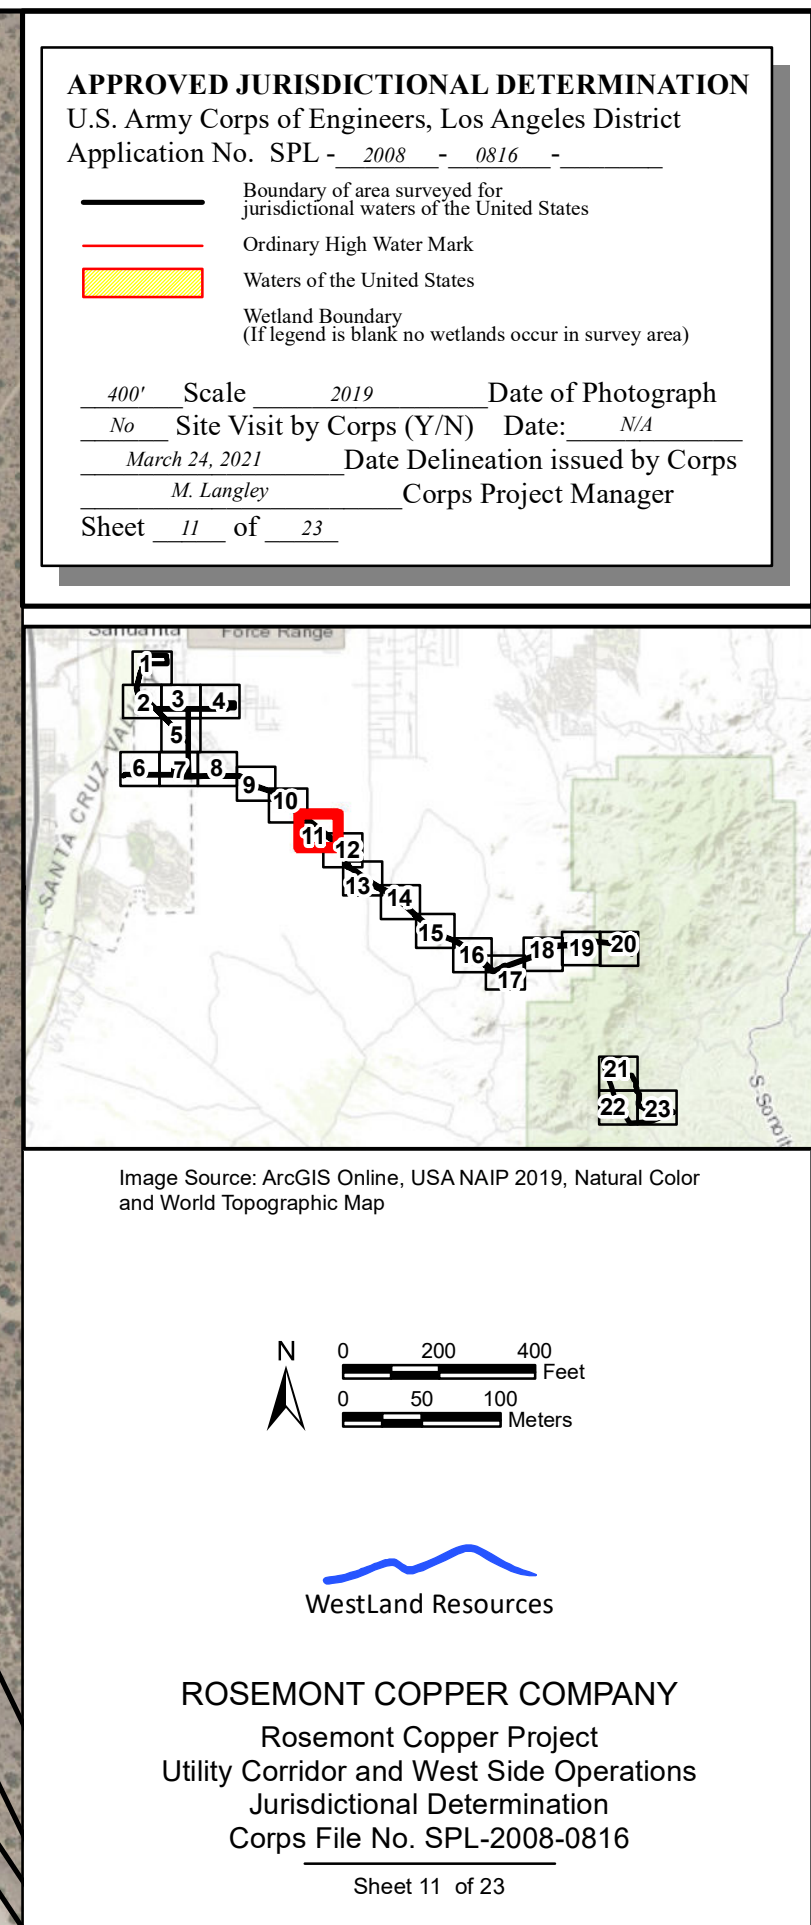 APPROVED JURISDICTIONAL DETERMINATION
U.S. Army Corps of Engineers, Los Angeles District
Application No. SPL - 2008 - 0816 -
Boundary of area surveyed for
jurisdictional waters of the United States
Ordinary High Water Mark
Waters of the United States
Wetland Boundary
(If legend is blank no wetlands occur in survey area)
400' Scale 2019 Date of Photograph
No Site Visit by Corps (Y/N) Date: N/A
March 24, 2021 Date Delineation issued by Corps
M. Langley Corps Project Manager
Sheet 11 of 23
Sahuarita
Force Range
1
2 3 4
5
6 7 8
9
10
11
12
13
14
15
16
17
18
19
20
21
22 23
SANTA CRUZ VALLEY
Image Source: ArcGIS Online, USA NAIP 2019, Natural Color
and World Topographic Map
N
0 200 400
Feet
0 50 100
Meters
WestLand Resources
ROSEMONT COPPER COMPANY
Rosemont Copper Project
Utility Corridor and West Side Operations
Jurisdictional Determination
Corps File No. SPL-2008-0816
Sheet 11 of 23